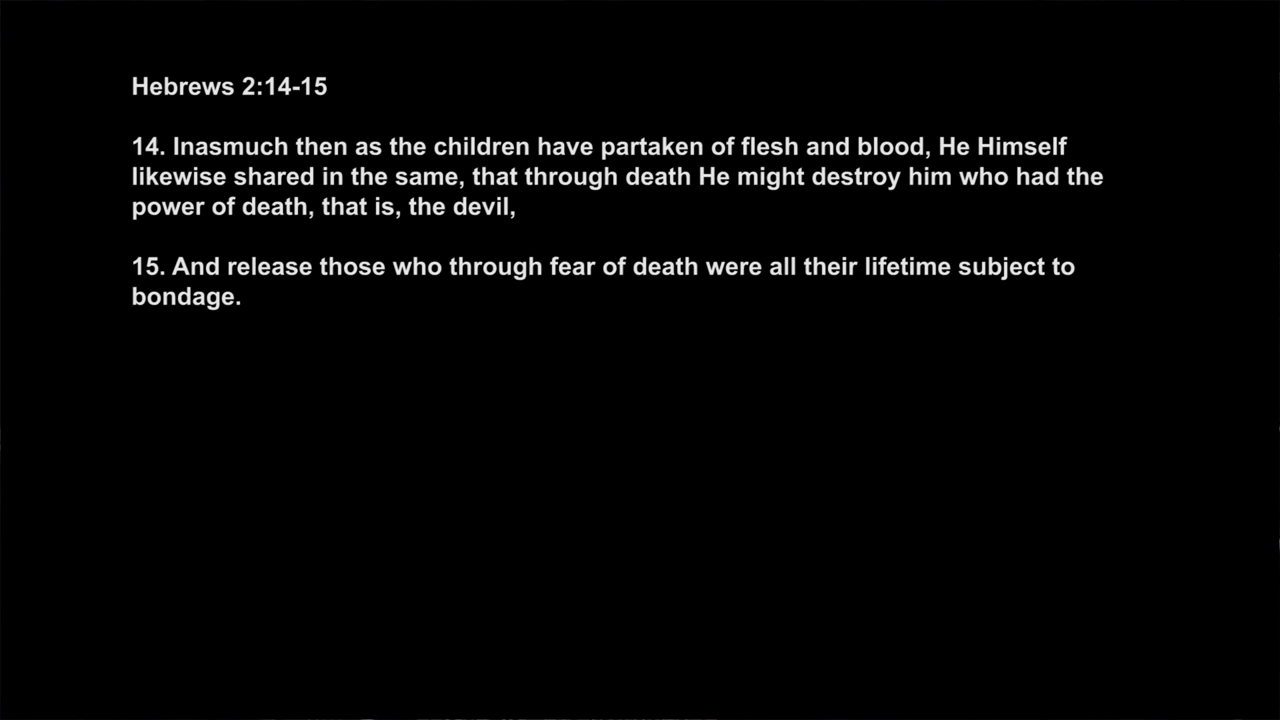 Hebrews 2:14-15
14. Inasmuch then as the children have partaken of flesh and blood, He Himself
likewise shared in the same, that through death He might destroy him who had the
power of death, that is, the devil,
15. And release those who through fear of death were all their lifetime subject to
bondage.